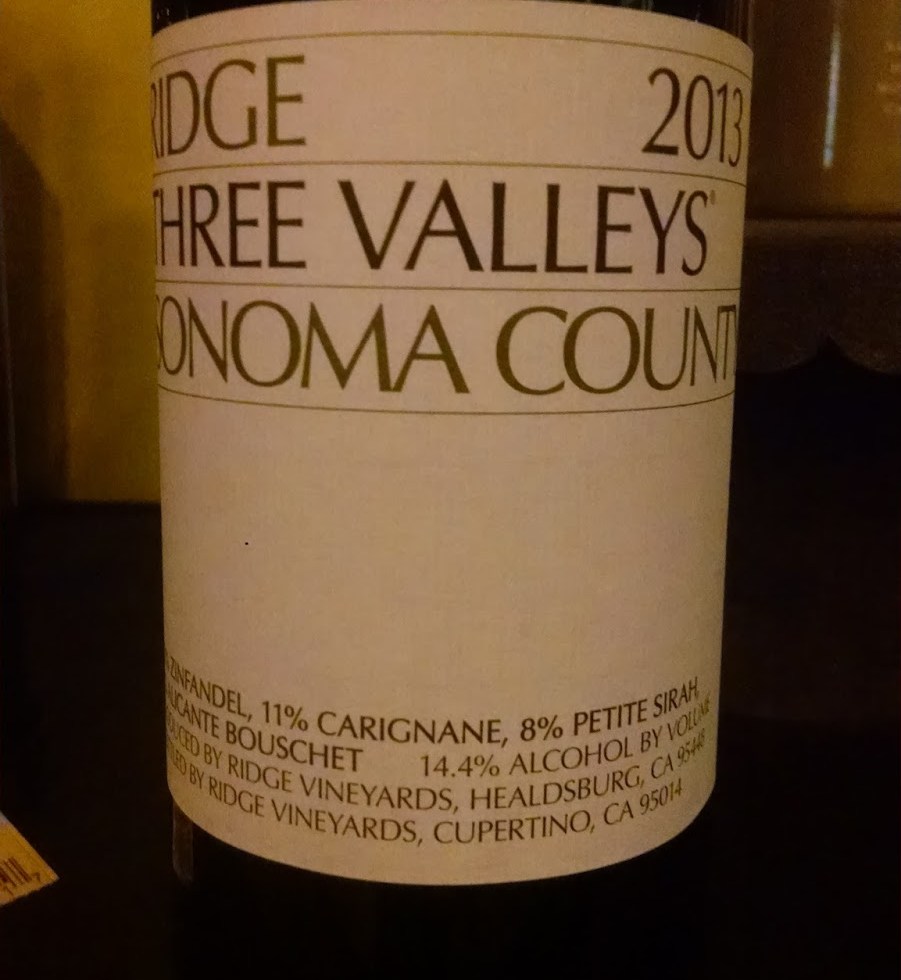 RIDGE 2013
THREE VALLEYS
SONOMA COUNTY
ZINFANDEL, 11% CARIGNANE, 8% PETITE SIRAH,
ALICANTE BOUSCHET 14.4% ALCOHOL BY VOLUME
PRODUCED BY RIDGE VINEYARDS, HEALDSBURG, CA 95448
BOTTLED BY RIDGE VINEYARDS, CUPERTINO, CA 95014